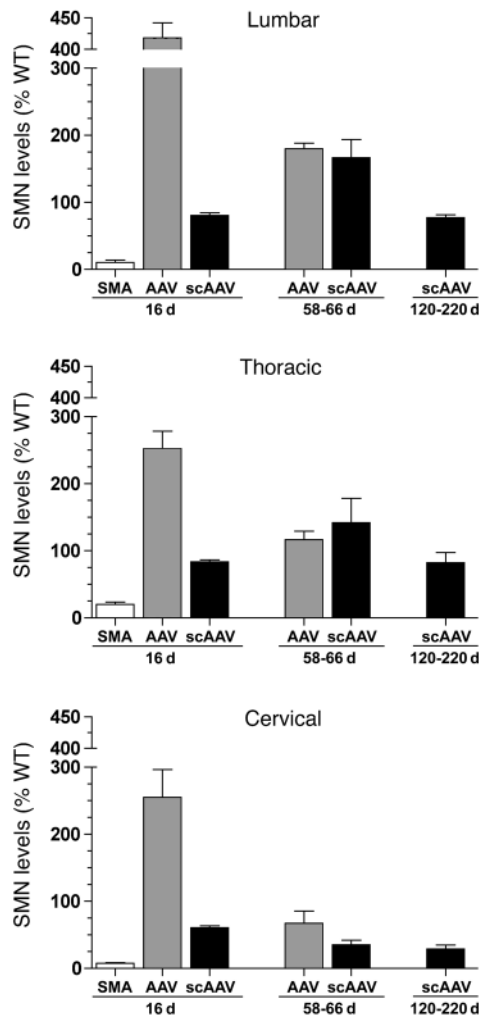 Lumbar
SMN levels (% WT)
450
400
300
200
100
0
SMA AAV scAAV AAV scAAV scAAV
16 d 58-66 d 120-220 d
Thoracic
SMN levels (% WT)
450
400
300
200
100
0
SMA AAV scAAV AAV scAAV scAAV
16 d 58-66 d 120-220 d
Cervical
SMN levels (% WT)
450
400
300
200
100
0
SMA AAV scAAV AAV scAAV scAAV
16 d 58-66 d 120-220 d